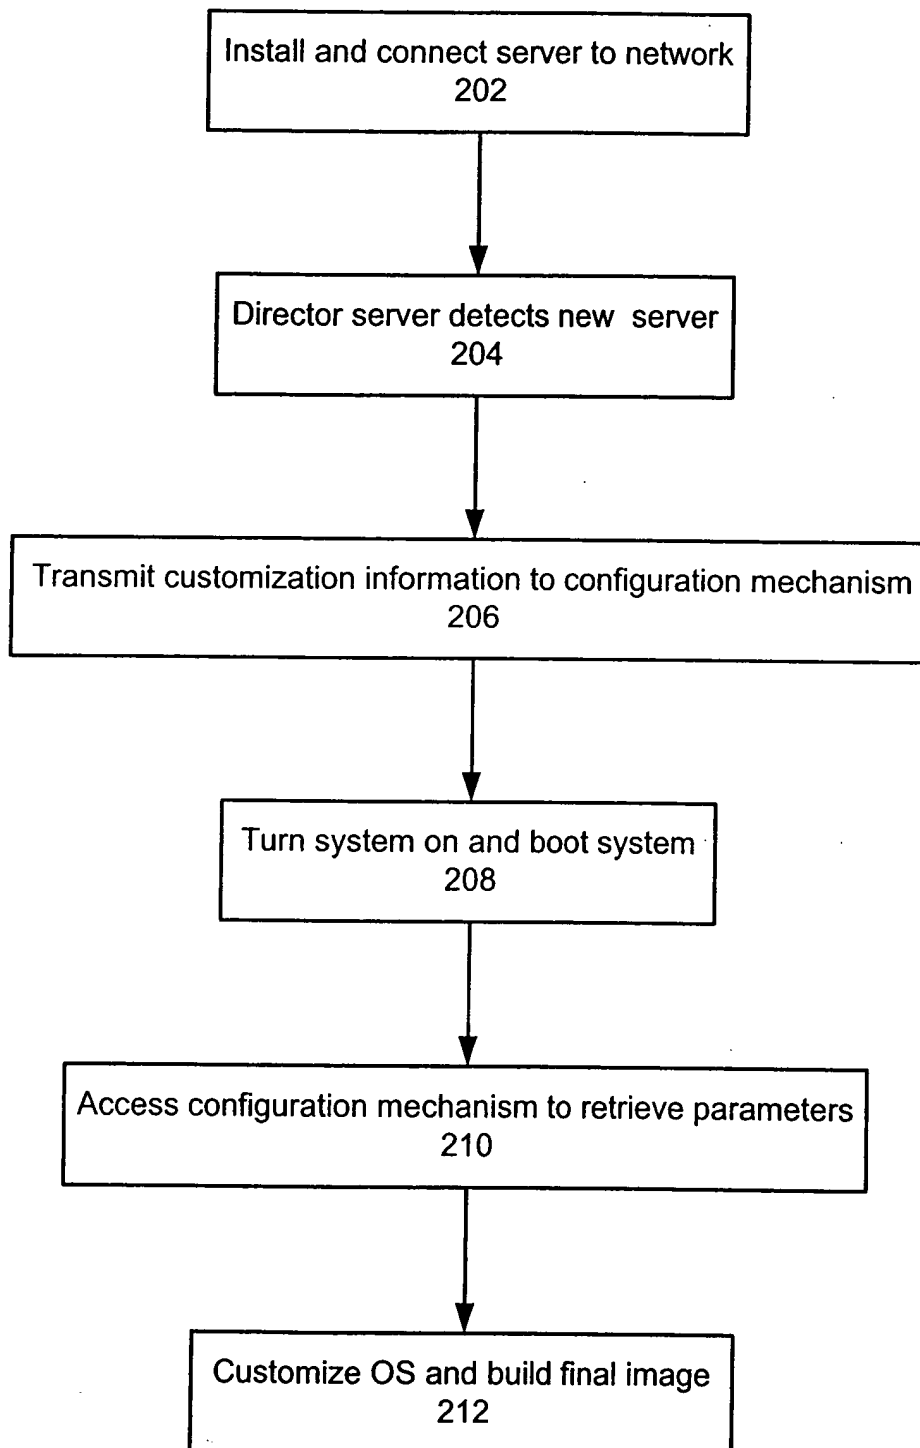 Install and connect server to network
202
Director server detects new server
204
Transmit customization information to configuration mechanism
206
Turn system on and boot system
208
Access configuration mechanism to retrieve parameters
210
Customize OS and build final image
212